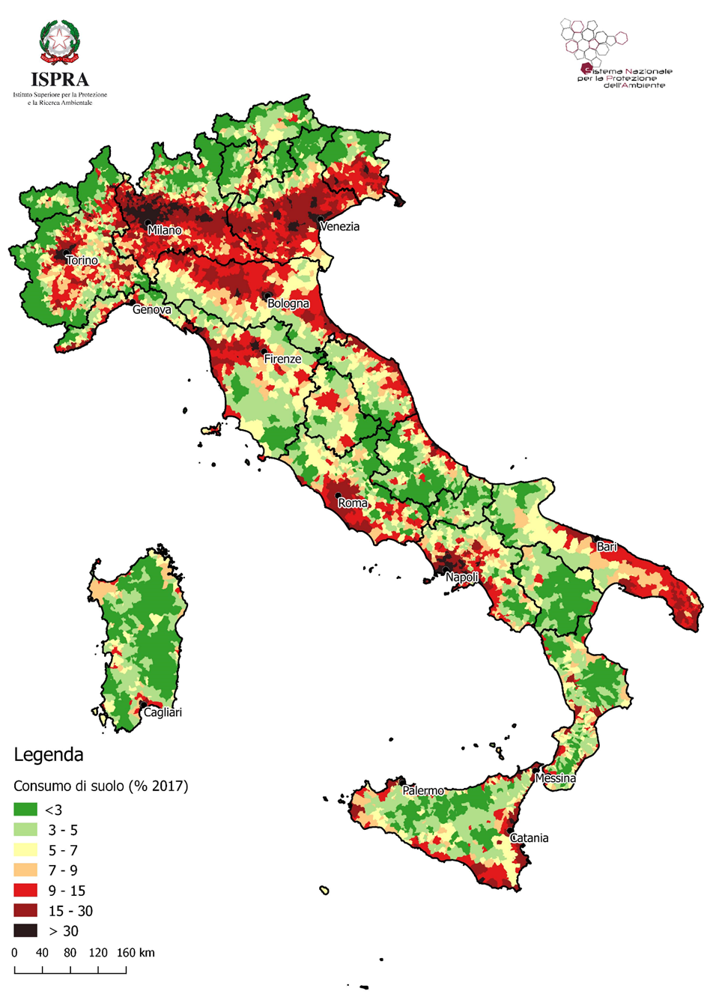 ISPRA
Istituto Superiore per la Protezione
e la Ricerca Ambientale
Sistema Nazionale
per la Protezione
dell'Ambiente
Milano
Venezia
Torino
Genova
Bologna
Firenze
Roma
Bari
Napoli
Cagliari
Messina
Palermo
Catania
Legenda
Consumo di suolo (% 2017)
<3
3 - 5
5 - 7
7 - 9
9 - 15
15 - 30
> 30
0 40 80 120 160 km